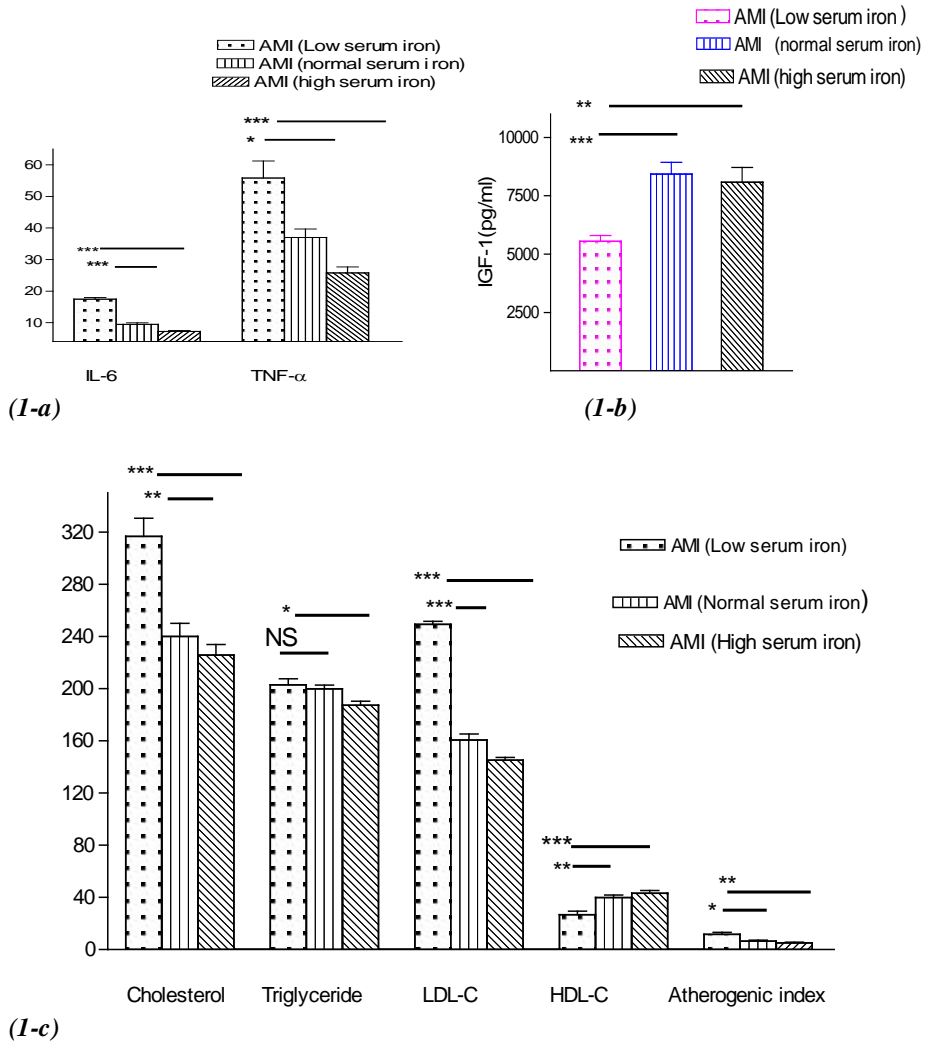 AMI (Low serum iron)
AMI (normal serum iron)
AMI (high serum iron)
***
*
60
50
40
30
20
10
***
***
IL-6
TNF-α
(1-a)
AMI (Low serum iron)
AMI (normal serum iron)
AMI (high serum iron)
**
***
10000
7500
5000
2500
IGF-1(pg/ml)
(1-b)
***
**
320
280
240
200
160
120
80
40
0
AMI (Low serum iron)
AMI (Normal serum iron)
AMI (High serum iron)
*
NS
***
***
***
**
**
*
Cholesterol
Triglyceride
LDL-C
HDL-C
Atherogenic index
(1-c)